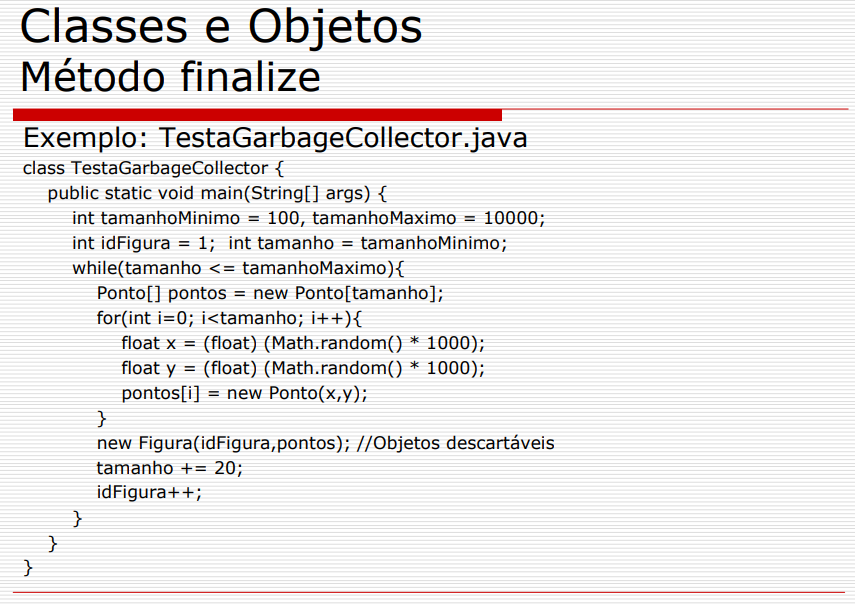 Classes e Objetos
Método finalize
Exemplo: TestaGarbageCollector.java
class TestaGarbageCollector {
public static void main(String[] args) {
int tamanhoMinimo = 100, tamanhoMaximo = 10000;
int idFigura = 1;  int tamanho = tamanhoMinimo;
while(tamanho <= tamanhoMaximo){
Ponto[] pontos = new Ponto[tamanho];
for(int i=0; i<tamanho; i++){
float x = (float) (Math.random() * 1000);
float y = (float) (Math.random() * 1000);
pontos[i] = new Ponto(x,y);
}
new Figura(idFigura,pontos); //Objetos descartáveis
tamanho += 20;
idFigura++;
}
}
}